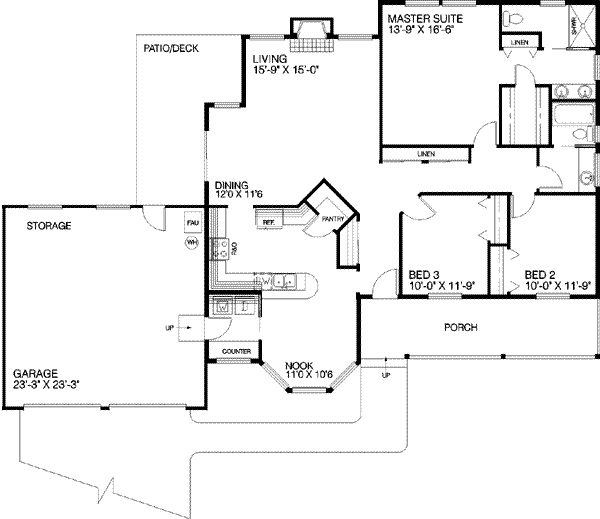 MASTER SUITE
13'-9" X 16'-6"
SHWR
LINEN
PATIO/DECK
LIVING
15'-9" X 15'-0"
LINEN
DINING
12'0 X 11'6
STORAGE
FAU
WH
REF.
PANTRY
R&O
DW
BED 3
10'-0" X 11'-9"
BED 2
10'-0" X 11'-9"
W
UP
PORCH
COUNTER
NOOK
11'0 X 10'6
GARAGE
23'-3" X 23'-3"
UP